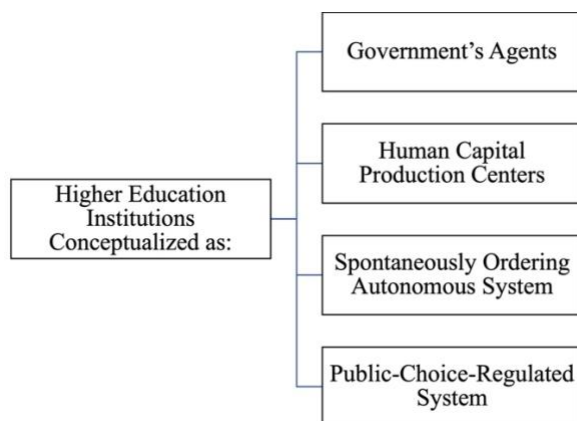 Higher Education
Institutions
Conceptualized as:
Government’s Agents
Human Capital
Production Centers
Spontaneously Ordering
Autonomous System
Public-Choice-Regulated
System